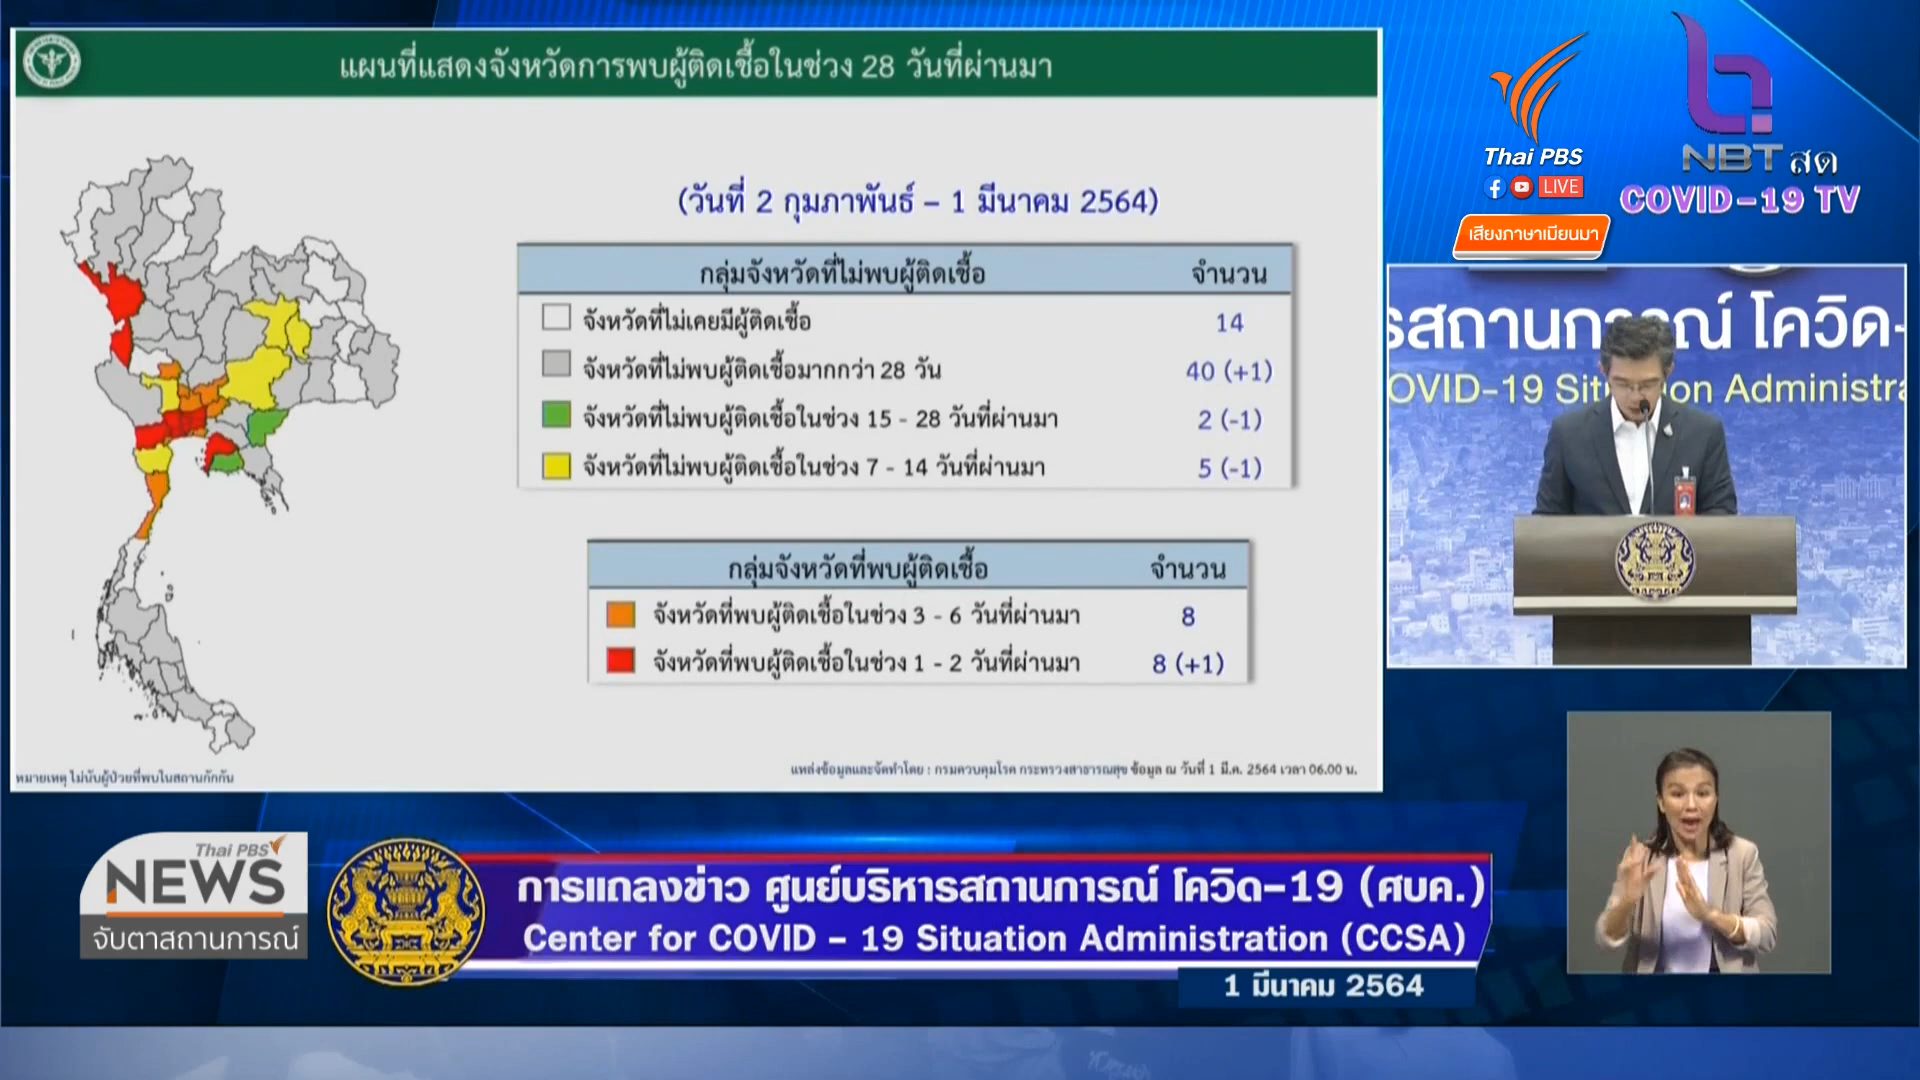 แผนที่แสดงจังหวัดการพบผู้ติดเชื้อในช่วง 28 วันที่ผ่านมา
(วันที่ 2 กุมภาพันธ์ – 1 มีนาคม 2564)
กลุ่มจังหวัดที่ไม่พบผู้ติดเชื้อ จำนวน
จังหวัดที่ไม่เคยมีผู้ติดเชื้อ 14
จังหวัดที่ไม่พบผู้ติดเชื้อมากกว่า 28 วัน 40 (+1)
จังหวัดที่ไม่พบผู้ติดเชื้อในช่วง 15 - 28 วันที่ผ่านมา 2 (-1)
จังหวัดที่ไม่พบผู้ติดเชื้อในช่วง 7 - 14 วันที่ผ่านมา 5 (-1)
กลุ่มจังหวัดที่พบผู้ติดเชื้อ จำนวน
จังหวัดที่พบผู้ติดเชื้อในช่วง 3 - 6 วันที่ผ่านมา 8
จังหวัดที่พบผู้ติดเชื้อในช่วง 1 - 2 วันที่ผ่านมา 8 (+1)
หมายเหตุ ไม่นับผู้ป่วยที่พบในสถานกักกัน
แหล่งข้อมูลและจัดทำโดย : กรมควบคุมโรค กระทรวงสาธารณสุข ข้อมูล ณ วันที่ 1 มี.ค. 2564 เวลา 06.00 น.
Thai PBS
LIVE
เสียงภาษาเมียนมา
NBT สด
COVID-19 TV
รสถานการณ์ โควิด-
OVID-19 Situation Administra
Thai PBS
NEWS
จับตาสถานการณ์
การแถลงข่าว ศูนย์บริหารสถานการณ์ โควิด-19 (ศบค.)
Center for COVID – 19 Situation Administration (CCSA)
1 มีนาคม 2564